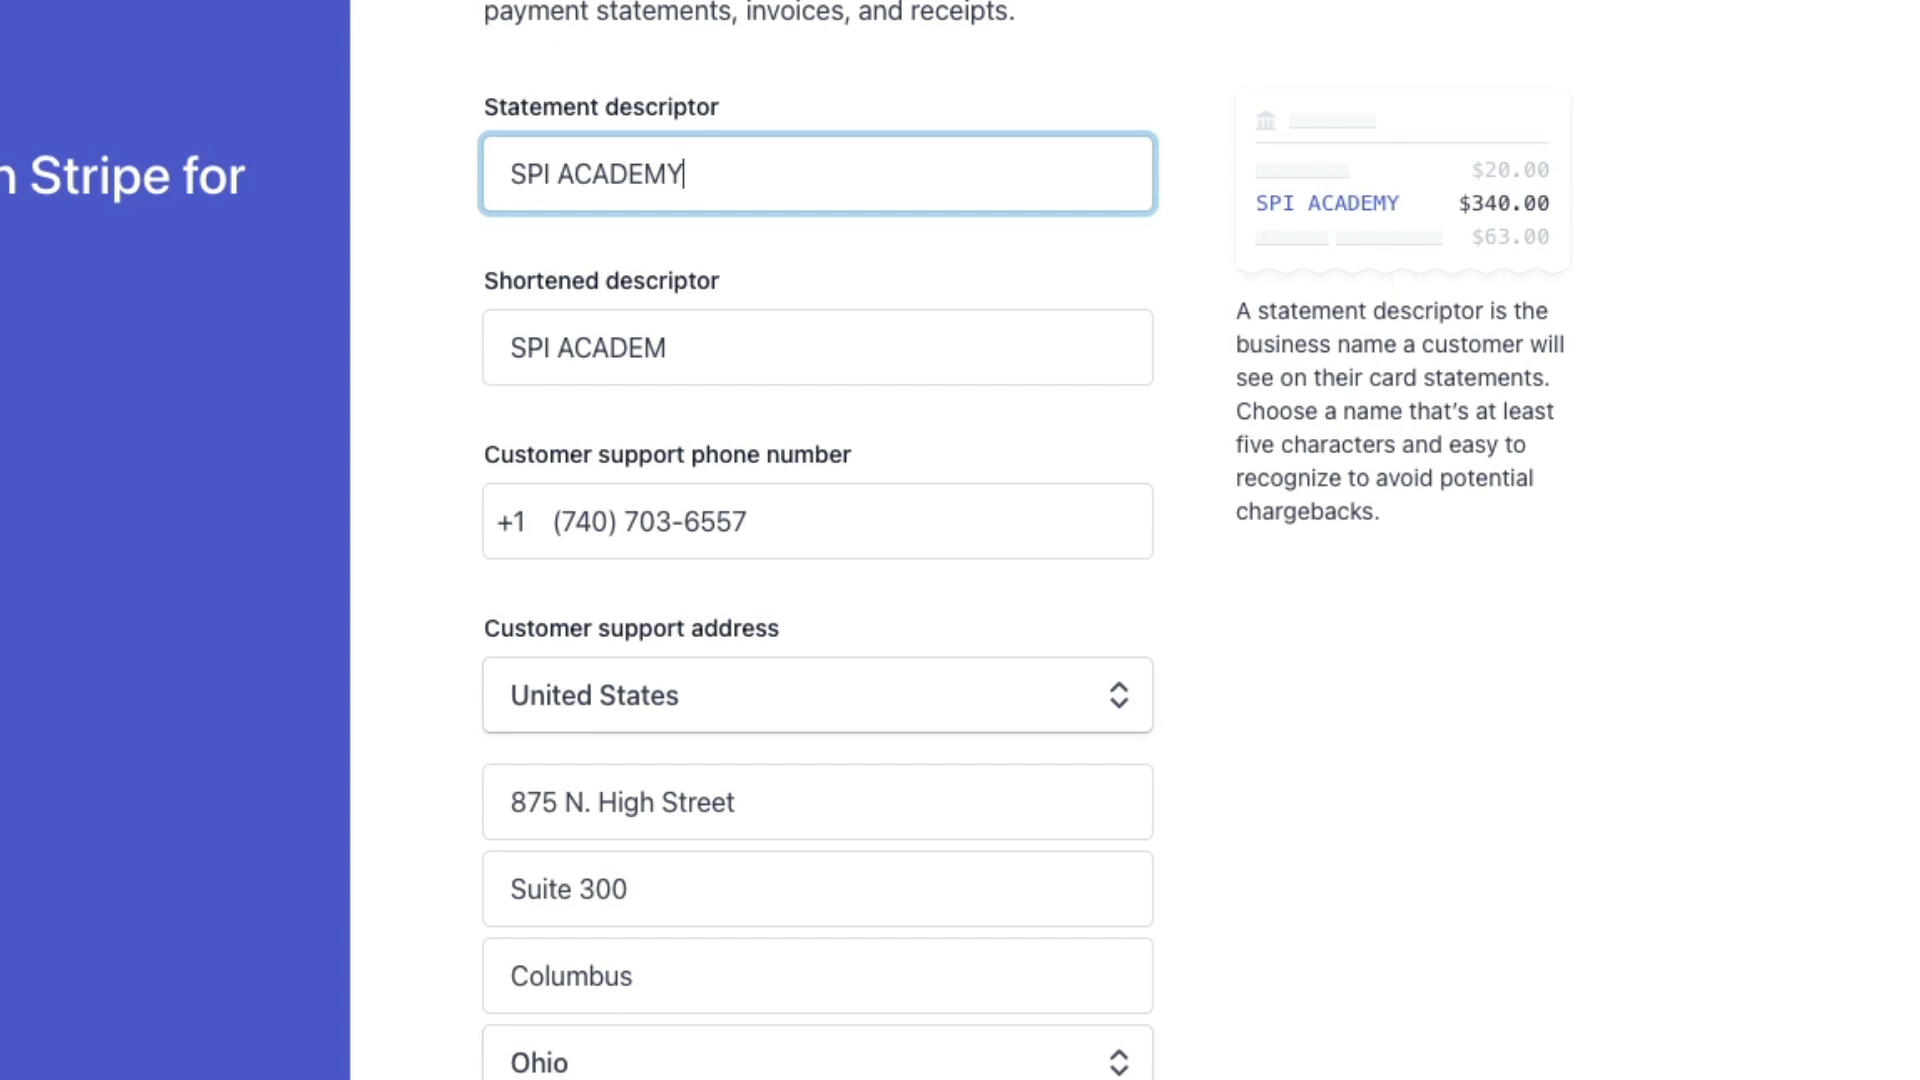 payment statements, invoices, and receipts.
n Stripe for
Statement descriptor
SPI ACADEMY
Shortened descriptor
SPI ACADEM
Customer support phone number
+1 (740) 703-6557
Customer support address
United States
875 N. High Street
Suite 300
Columbus
Ohio
$20.00
SPI ACADEMY $340.00
$63.00
A statement descriptor is the
business name a customer will
see on their card statements.
Choose a name that’s at least
five characters and easy to
recognize to avoid potential
chargebacks.